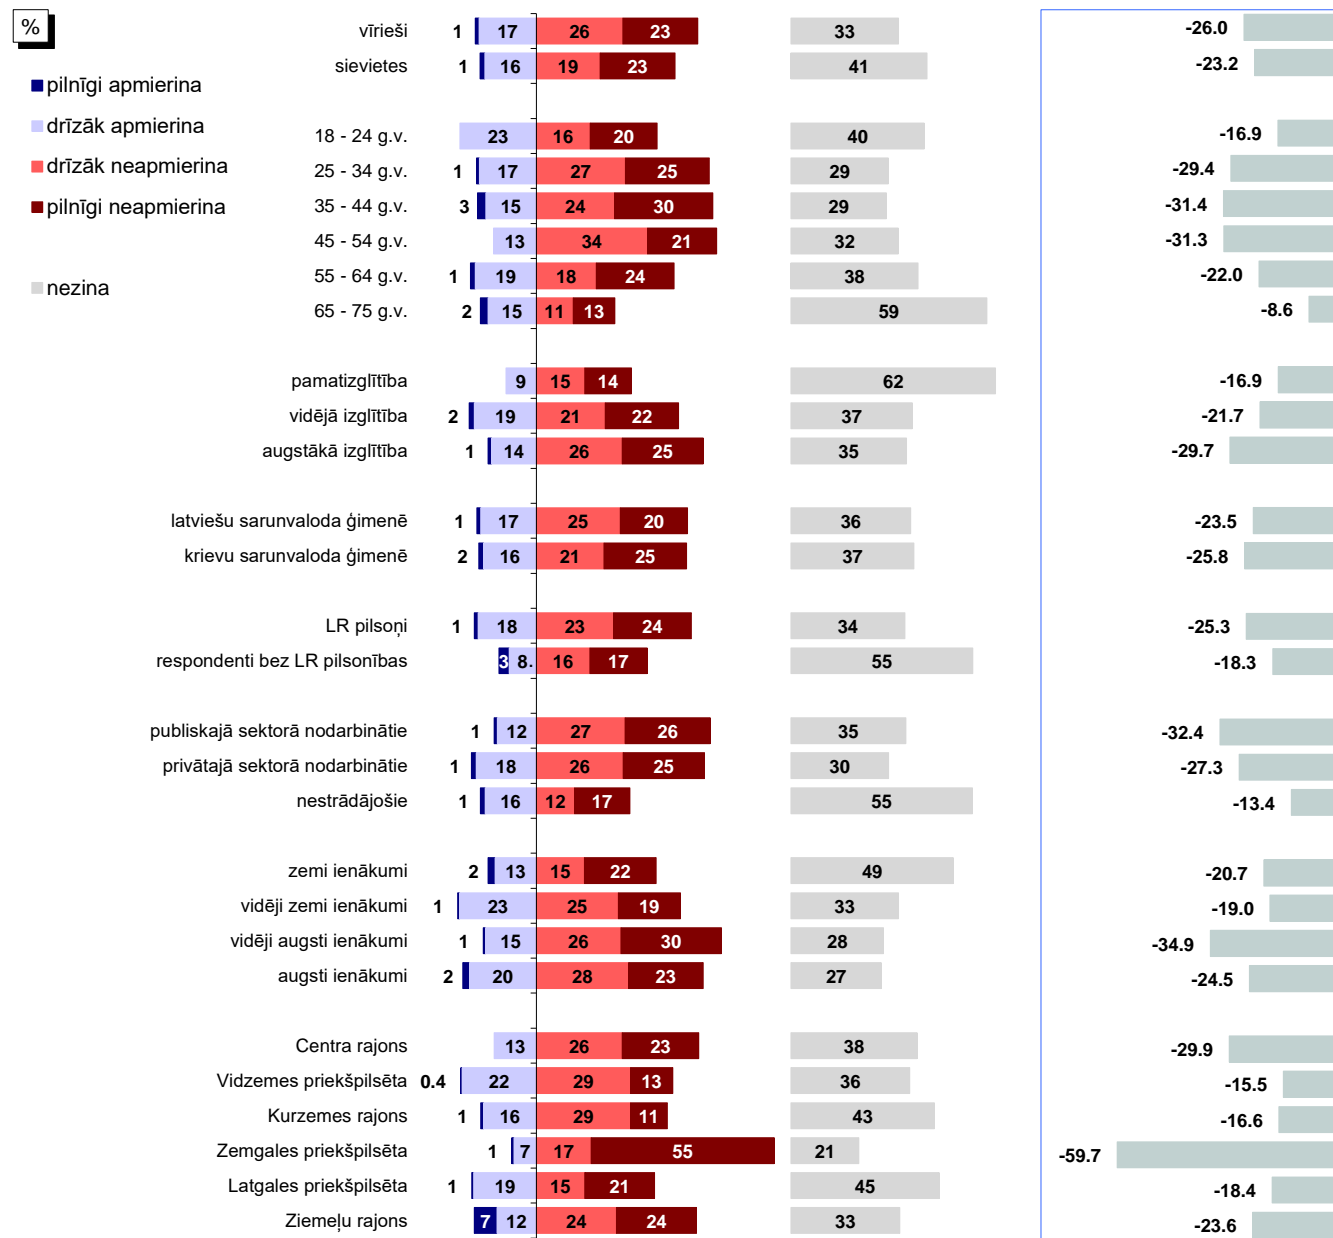 %
pilnīgi apmierina
drīzāk apmierina
drīzāk neapmierina
pilnīgi neapmierina
nezina
vīrieši 1 17 26 23 33 -26.0
sievietes 1 16 19 23 41 -23.2
18 - 24 g.v. 23 16 20 40 -16.9
25 - 34 g.v. 1 17 27 25 29 -29.4
35 - 44 g.v. 3 15 24 30 29 -31.4
45 - 54 g.v. 13 34 21 32 -31.3
55 - 64 g.v. 1 19 18 24 38 -22.0
65 - 75 g.v. 2 15 11 13 59 -8.6
pamatizglītība 9 15 14 62 -16.9
vidējā izglītība 2 19 21 22 37 -21.7
augstākā izglītība 1 14 26 25 35 -29.7
latviešu sarunvaloda ģimenē 1 17 25 20 36 -23.5
krievu sarunvaloda ģimenē 2 16 21 25 37 -25.8
LR pilsoņi 1 18 23 24 34 -25.3
respondenti bez LR pilsonības 3 8. 16 17 55 -18.3
publiskajā sektorā nodarbinātie 1 12 27 26 35 -32.4
privātajā sektorā nodarbinātie 1 18 26 25 30 -27.3
nestrādājošie 1 16 12 17 55 -13.4
zemi ienākumi 2 13 15 22 49 -20.7
vidēji zemi ienākumi 1 23 25 19 33 -19.0
vidēji augsti ienākumi 1 15 26 30 28 -34.9
augsti ienākumi 2 20 28 23 27 -24.5
Centra rajons 13 26 23 38 -29.9
Vidzemes priekšpilsēta 0.4 22 29 13 36 -15.5
Kurzemes rajons 1 16 29 11 43 -16.6
Zemgales priekšpilsēta 1 7 17 55 21 -59.7
Latgales priekšpilsēta 1 19 15 21 45 -18.4
Ziemeļu rajons 7 12 24 24 33 -23.6